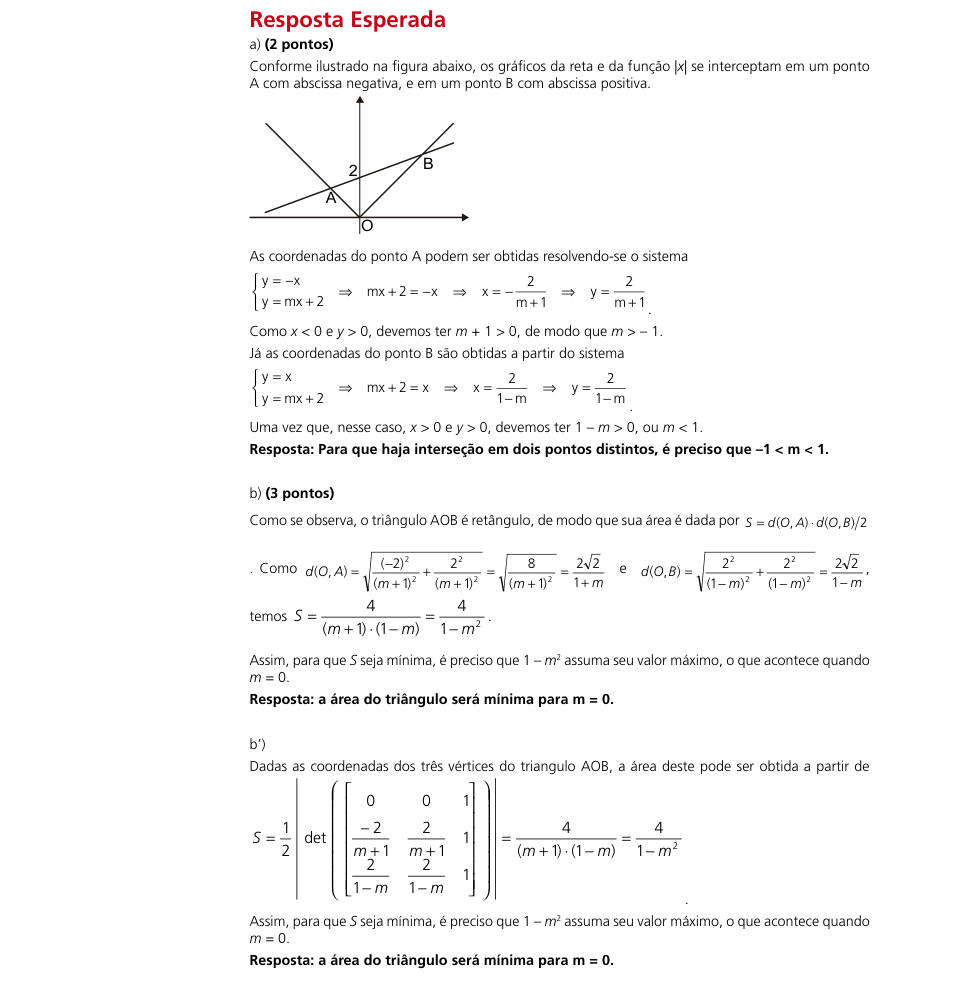 Resposta Esperada
a) (2 pontos)
Conforme ilustrado na figura abaixo, os gráficos da reta e da função |x| se interceptam em um ponto
A com abscissa negativa, e em um ponto B com abscissa positiva.
2
B
A
O
As coordenadas do ponto A podem ser obtidas resolvendo-se o sistema
{ y = −x
y = mx + 2 ⇒ mx + 2 = −x ⇒ x = − 2/(m + 1) ⇒ y = 2/(m + 1) .
Como x < 0 e y > 0, devemos ter m + 1 > 0, de modo que m > – 1.
Já as coordenadas do ponto B são obtidas a partir do sistema
{ y = x
y = mx + 2 ⇒ mx + 2 = x ⇒ x = 2/(1 − m) ⇒ y = 2/(1 − m) .
Uma vez que, nesse caso, x > 0 e y > 0, devemos ter 1 – m > 0, ou m < 1.
Resposta: Para que haja interseção em dois pontos distintos, é preciso que –1 < m < 1.
b) (3 pontos)
Como se observa, o triângulo AOB é retângulo, de modo que sua área é dada por S = d(O, A) · d(O, B)/2
. Como d(O, A) = √((−2)²/(m + 1)² + 2²/(m + 1)²) = √(8/(m + 1)²) = 2√2/(1 + m) e d(O, B) = √(2²/(1 − m)² + 2²/(1 − m)²) = 2√2/(1 − m) ,
temos S = 4/((m + 1) · (1 − m)) = 4/(1 − m²) .
Assim, para que S seja mínima, é preciso que 1 – m² assuma seu valor máximo, o que acontece quando
m = 0.
Resposta: a área do triângulo será mínima para m = 0.
b’)
Dadas as coordenadas dos três vértices do triangulo AOB, a área deste pode ser obtida a partir de
S = 1/2 | det ( [ 0 0 1
−2/(m + 1) 2/(m + 1) 1
2/(1 − m) 2/(1 − m) 1 ] ) | = 4/((m + 1) · (1 − m)) = 4/(1 − m²) .
Assim, para que S seja mínima, é preciso que 1 – m² assuma seu valor máximo, o que acontece quando
m = 0.
Resposta: a área do triângulo será mínima para m = 0.